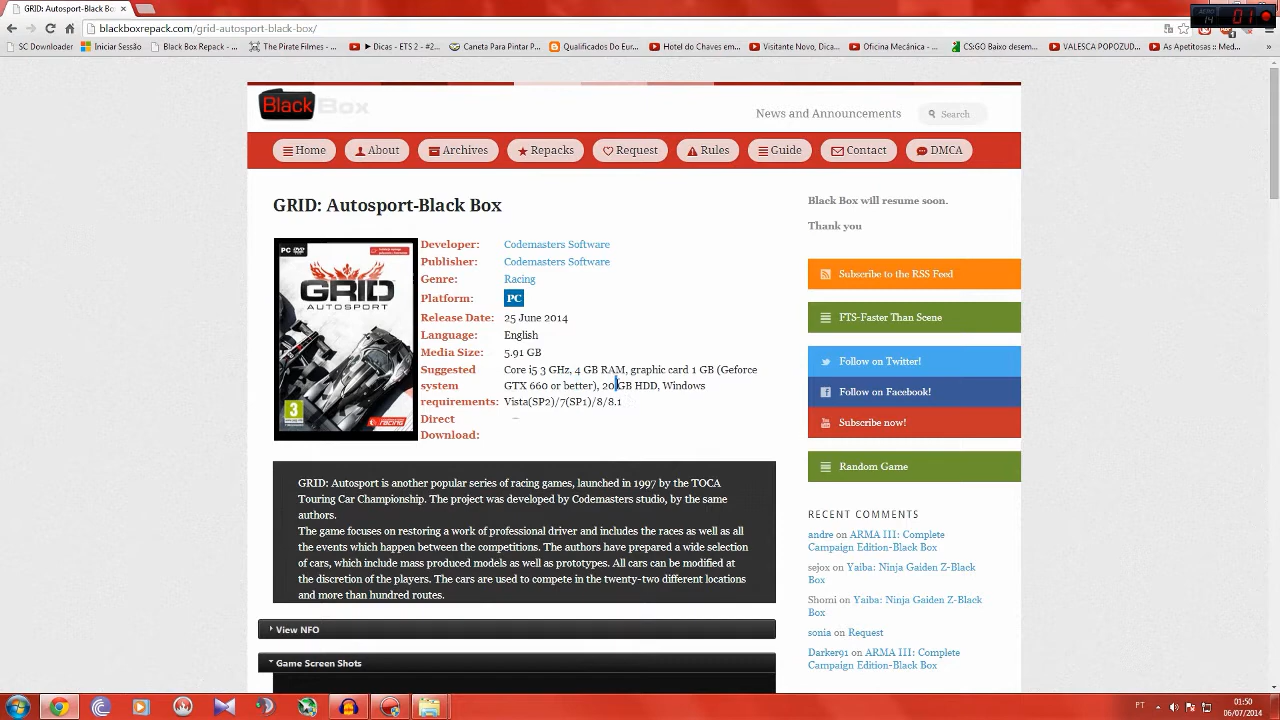 GRID: Autosport-Black Bo
blackboxrepack.com/grid-autosport-black-box/
AERO
14
01
SC Downloader
Iniciar Sesión
Black Box Repack - ...
The Pirate Filmes - ...
Dicas - ETS 2 - #2...
Caneta Para Pintar P...
Qualificados Do Eur...
Hotel do Chaves em...
Visitante Novo, Dica...
Oficina Mecânica - ...
CS:GO Baixo desem...
VALESCA POPOZUD...
As Apetitosas :: Med...
»
Black Box
News and Announcements
Search
Home
About
Archives
Repacks
Request
Rules
Guide
Contact
DMCA
GRID: Autosport-Black Box
PC DVD
GRID
AUTOSPORT
3
racing
Developer: Codemasters Software
Publisher: Codemasters Software
Genre: Racing
Platform: PC
Release Date: 25 June 2014
Language: English
Media Size: 5.91 GB
Suggested system requirements: Core i5 3 GHz, 4 GB RAM, graphic card 1 GB (Geforce
GTX 660 or better), 20 GB HDD, Windows
Vista(SP2)/7(SP1)/8/8.1
Direct
Download:
GRID: Autosport is another popular series of racing games, launched in 1997 by the TOCA
Touring Car Championship. The project was developed by Codemasters studio, by the same
authors.
The game focuses on restoring a work of professional driver and includes the races as well as all
the events which happen between the competitions. The authors have prepared a wide selection
of cars, which include mass produced models as well as prototypes. All cars can be modified at
the discretion of the players. The cars are used to compete in the twenty-two different locations
and more than hundred routes.
View NFO
Game Screen Shots
Black Box will resume soon.
Thank you
Subscribe to the RSS Feed
FTS-Faster Than Scene
Follow on Twitter!
Follow on Facebook!
Subscribe now!
Random Game
RECENT COMMENTS
andre on ARMA III: Complete
Campaign Edition-Black Box
sejox on Yaiba: Ninja Gaiden Z-Black
Box
Shomi on Yaiba: Ninja Gaiden Z-Black
Box
sonia on Request
Darker91 on ARMA III: Complete
Campaign Edition-Black Box
PT
01:50
06/07/2014